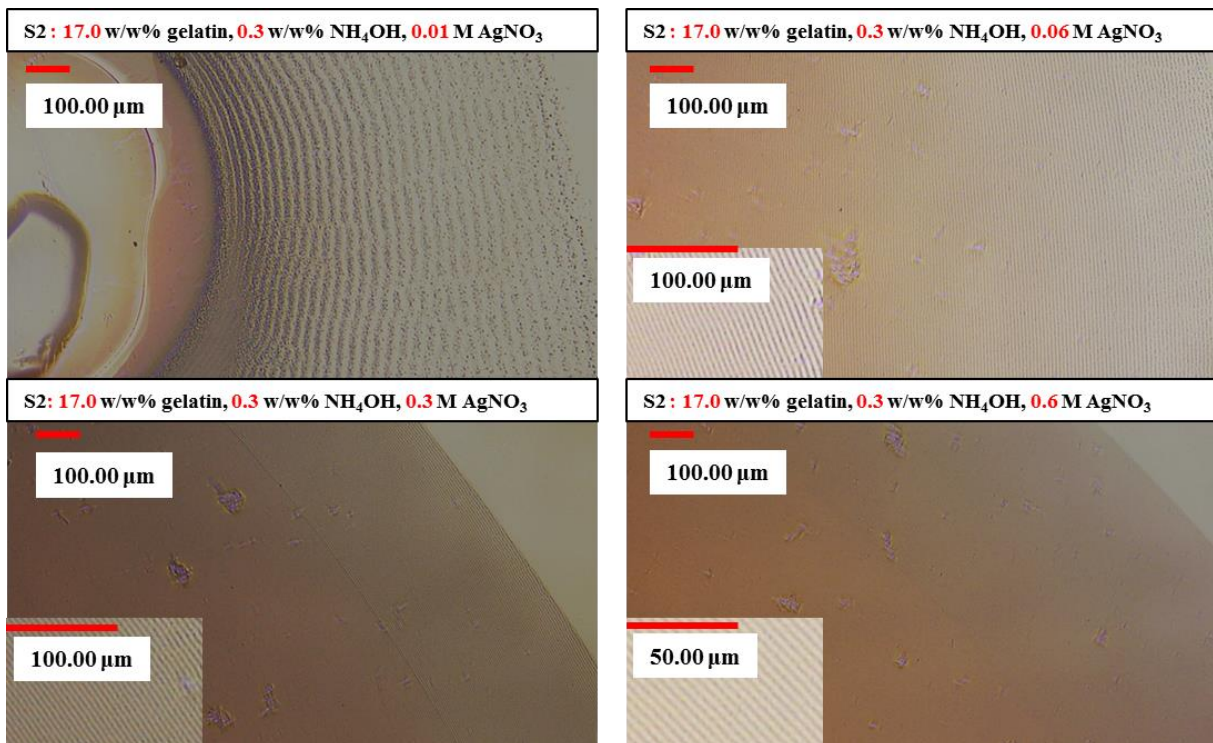 S2: 17.0 w/w% gelatin, 0.3 w/w% NH₄OH, 0.01 M AgNO₃
100.00 µm
S2: 17.0 w/w% gelatin, 0.3 w/w% NH₄OH, 0.06 M AgNO₃
100.00 µm
100.00 µm
S2: 17.0 w/w% gelatin, 0.3 w/w% NH₄OH, 0.3 M AgNO₃
100.00 µm
100.00 µm
S2: 17.0 w/w% gelatin, 0.3 w/w% NH₄OH, 0.6 M AgNO₃
100.00 µm
50.00 µm